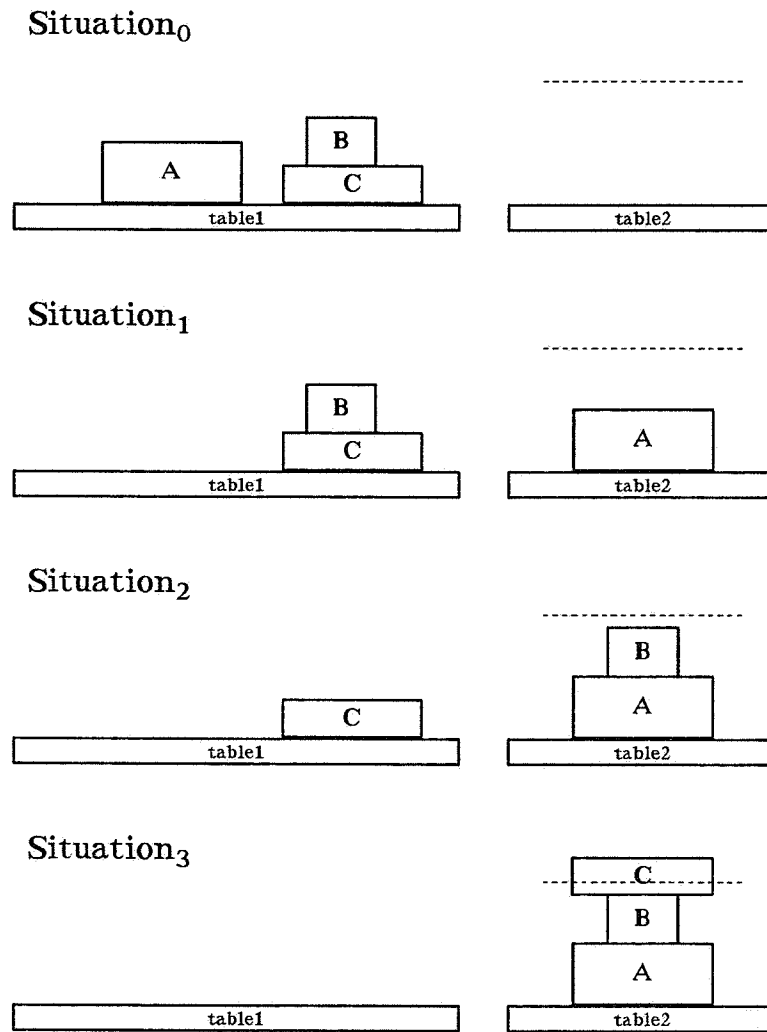 Situation₀
B
A
C
table1 table2
Situation₁
B
A
C
table1 table2
Situation₂
B
C
A
table1 table2
Situation₃
C
B
A
table1 table2